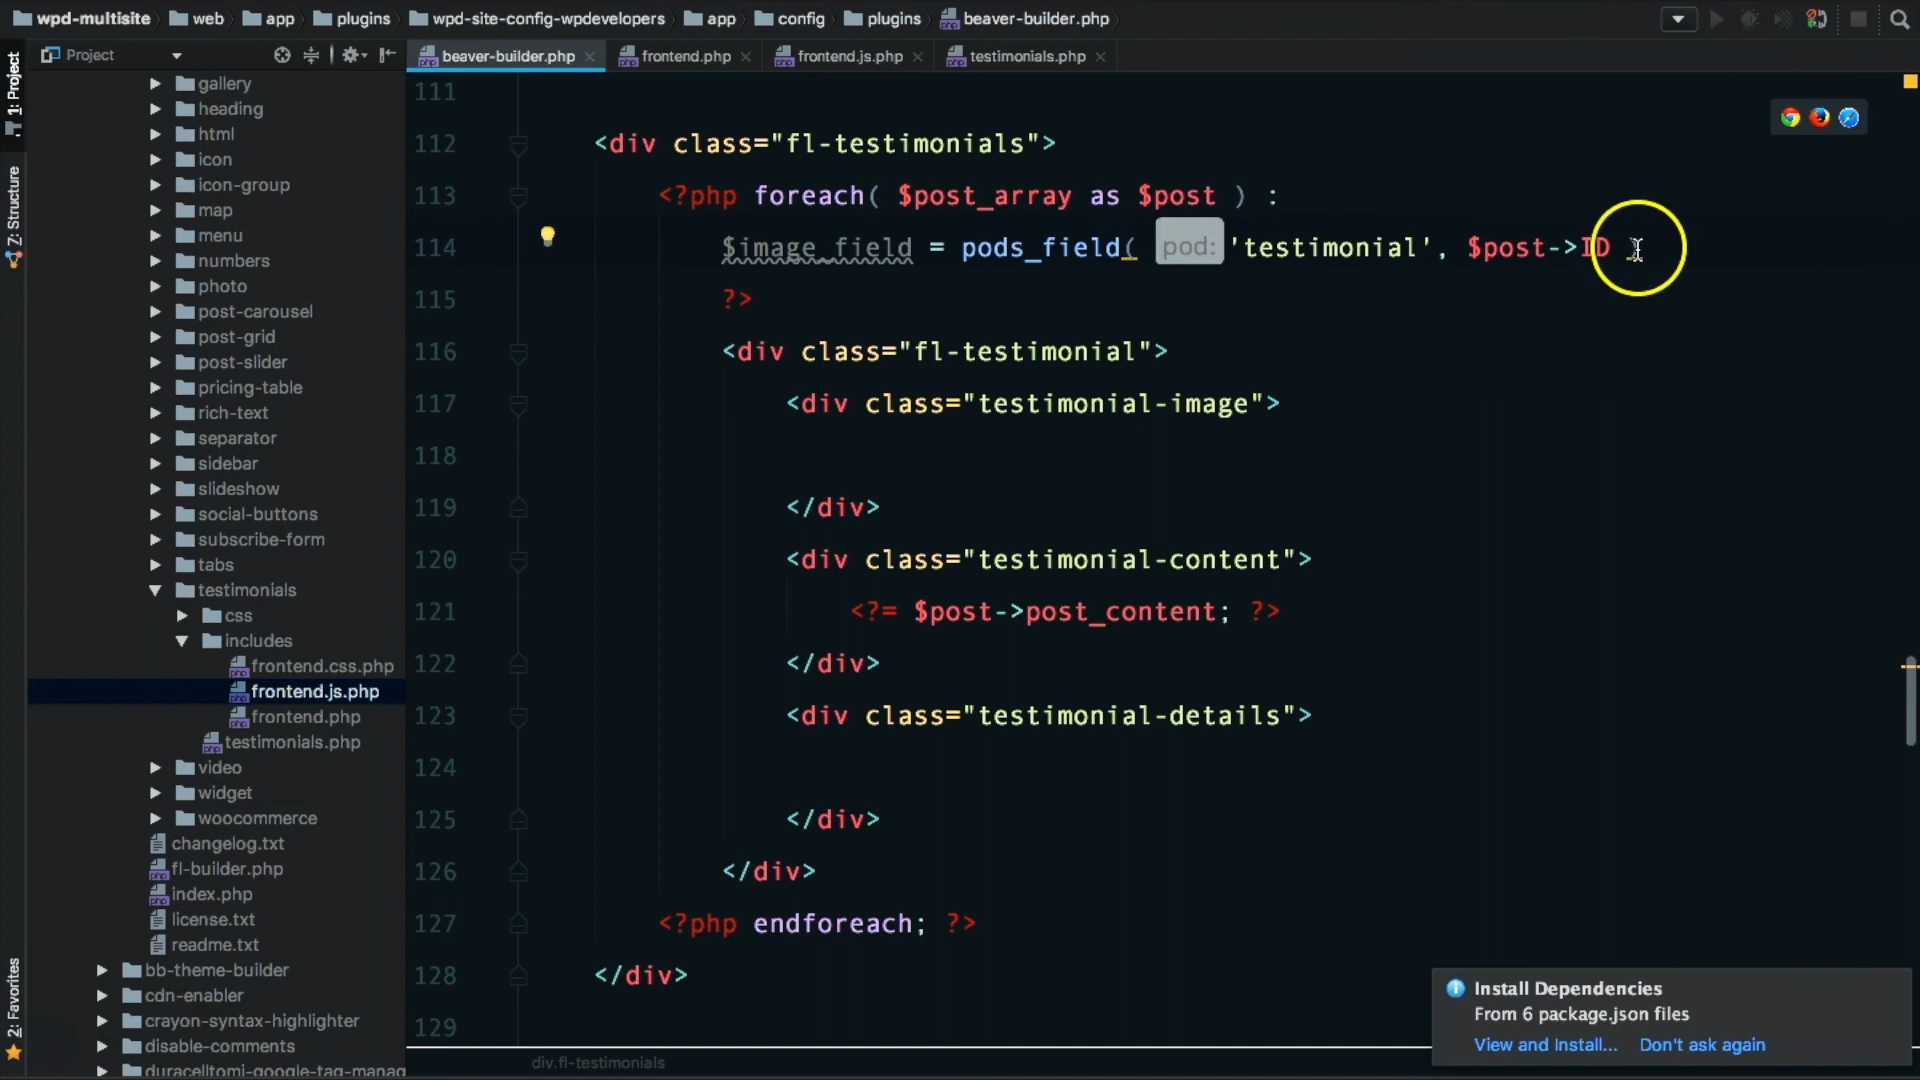 wpd-multisite web app plugins wpd-site-config-wpdevelopers app config plugins beaver-builder.php
Project
beaver-builder.php frontend.php frontend.js.php testimonials.php
1: Project
Z: Structure
2: Favorites
gallery
heading
html
icon
icon-group
map
menu
numbers
photo
post-carousel
post-grid
post-slider
pricing-table
rich-text
separator
sidebar
slideshow
social-buttons
subscribe-form
tabs
testimonials
css
includes
frontend.css.php
frontend.js.php
frontend.php
testimonials.php
video
widget
woocommerce
changelog.txt
fl-builder.php
index.php
license.txt
readme.txt
bb-theme-builder
cdn-enabler
crayon-syntax-highlighter
disable-comments
duracelltomi-google-tag-manag
111
112 <div class="fl-testimonials">
113 <?php foreach( $post_array as $post ) :
114 $image_field = pods_field( pod: 'testimonial', $post->ID )
115 ?>
116 <div class="fl-testimonial">
117 <div class="testimonial-image">
118
119 </div>
120 <div class="testimonial-content">
121 <?= $post->post_content; ?>
122 </div>
123 <div class="testimonial-details">
124
125 </div>
126 </div>
127 <?php endforeach; ?>
128 </div>
129
div.fl-testimonials
Install Dependencies
From 6 package.json files
View and Install... Don't ask again